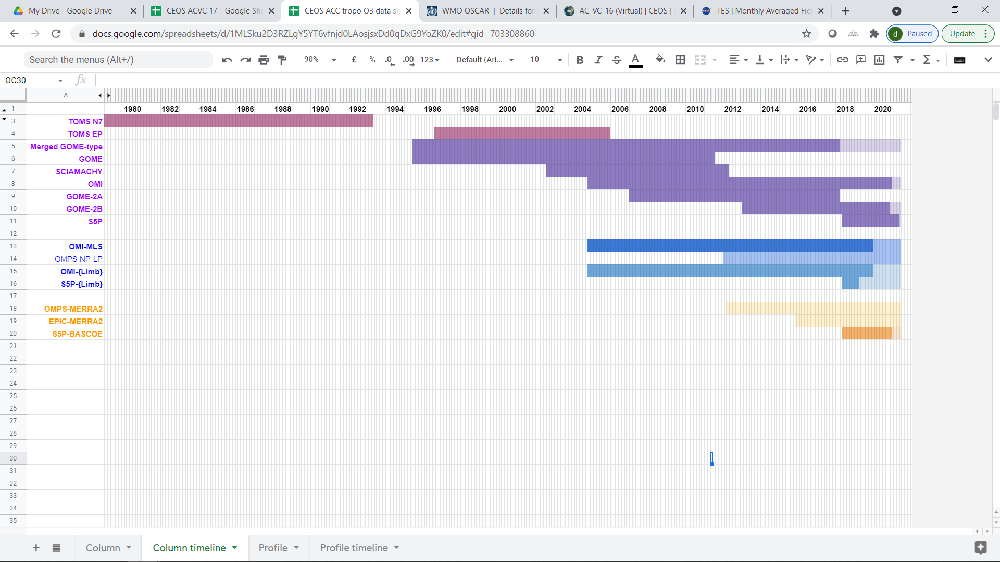 My Drive - Google Drive
CEOS ACVC 17 - Google She
CEOS ACC tropo O3 data sh
WMO OSCAR | Details for
AC-VC-16 (Virtual) | CEOS |
TES | Monthly Averaged Fie
docs.google.com/spreadsheets/d/1MLSku2D3RZLgY5YT6vfnjd0LAosjsxDd0qDxG9YoZK0/edit#gid=703308860
d Paused
Update
Search the menus (Alt+/)
90% £ % .0 .00 123 Default (Ari... 10 B I S A
OC30 fx
A
1 1980 1982 1984 1986 1988 1990 1992 1994 1996 1998 2000 2002 2004 2006 2008 2010 2012 2014 2016 2018 2020
3 TOMS N7
4 TOMS EP
5 Merged GOME-type
6 GOME
7 SCIAMACHY
8 OMI
9 GOME-2A
10 GOME-2B
11 S5P
12
13 OMI-MLS
14 OMPS NP-LP
15 OMI-{Limb}
16 S5P-{Limb}
17
18 OMPS-MERRA2
19 EPIC-MERRA2
20 S5P-BASCOE
21
22
23
24
25
26
27
28
29
30
31
32
33
34
35
Column
Column timeline
Profile
Profile timeline